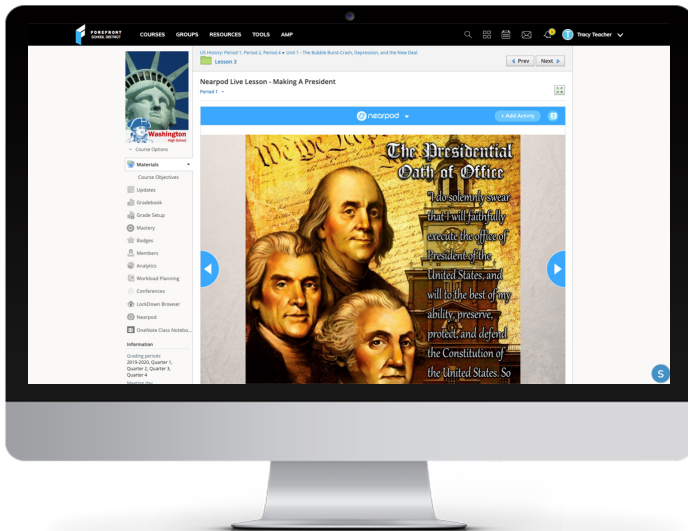 FOREFRONT
SCHOOL DISTRICT
COURSES GROUPS RESOURCES TOOLS AMP
Tracy Teacher
US History: Period 1, Period 2, Period 4 • Unit 1 - The Bubble Burst-Crash, Depression, and the New Deal
Lesson 3
Prev Next
Nearpod Live Lesson - Making A President
Period 1
Washington
High School
Course Options
Materials
Course Objectives
Updates
Gradebook
Grade Setup
Mastery
Badges
Members
Analytics
Workload Planning
Conferences
LockDown Browser
Nearpod
OneNote Class Notebo...
Information
Grading periods
2019-2020, Quarter 1,
Quarter 2, Quarter 3,
Quarter 4
nearpod
+ Add Activity
The Presidential
Oath of Office
"I do solemnly swear
that I will faithfully
execute the office of
President of the
United States, and
will to the best of my
ability, preserve,
protect, and defend
the Constitution of
the United States. So
S